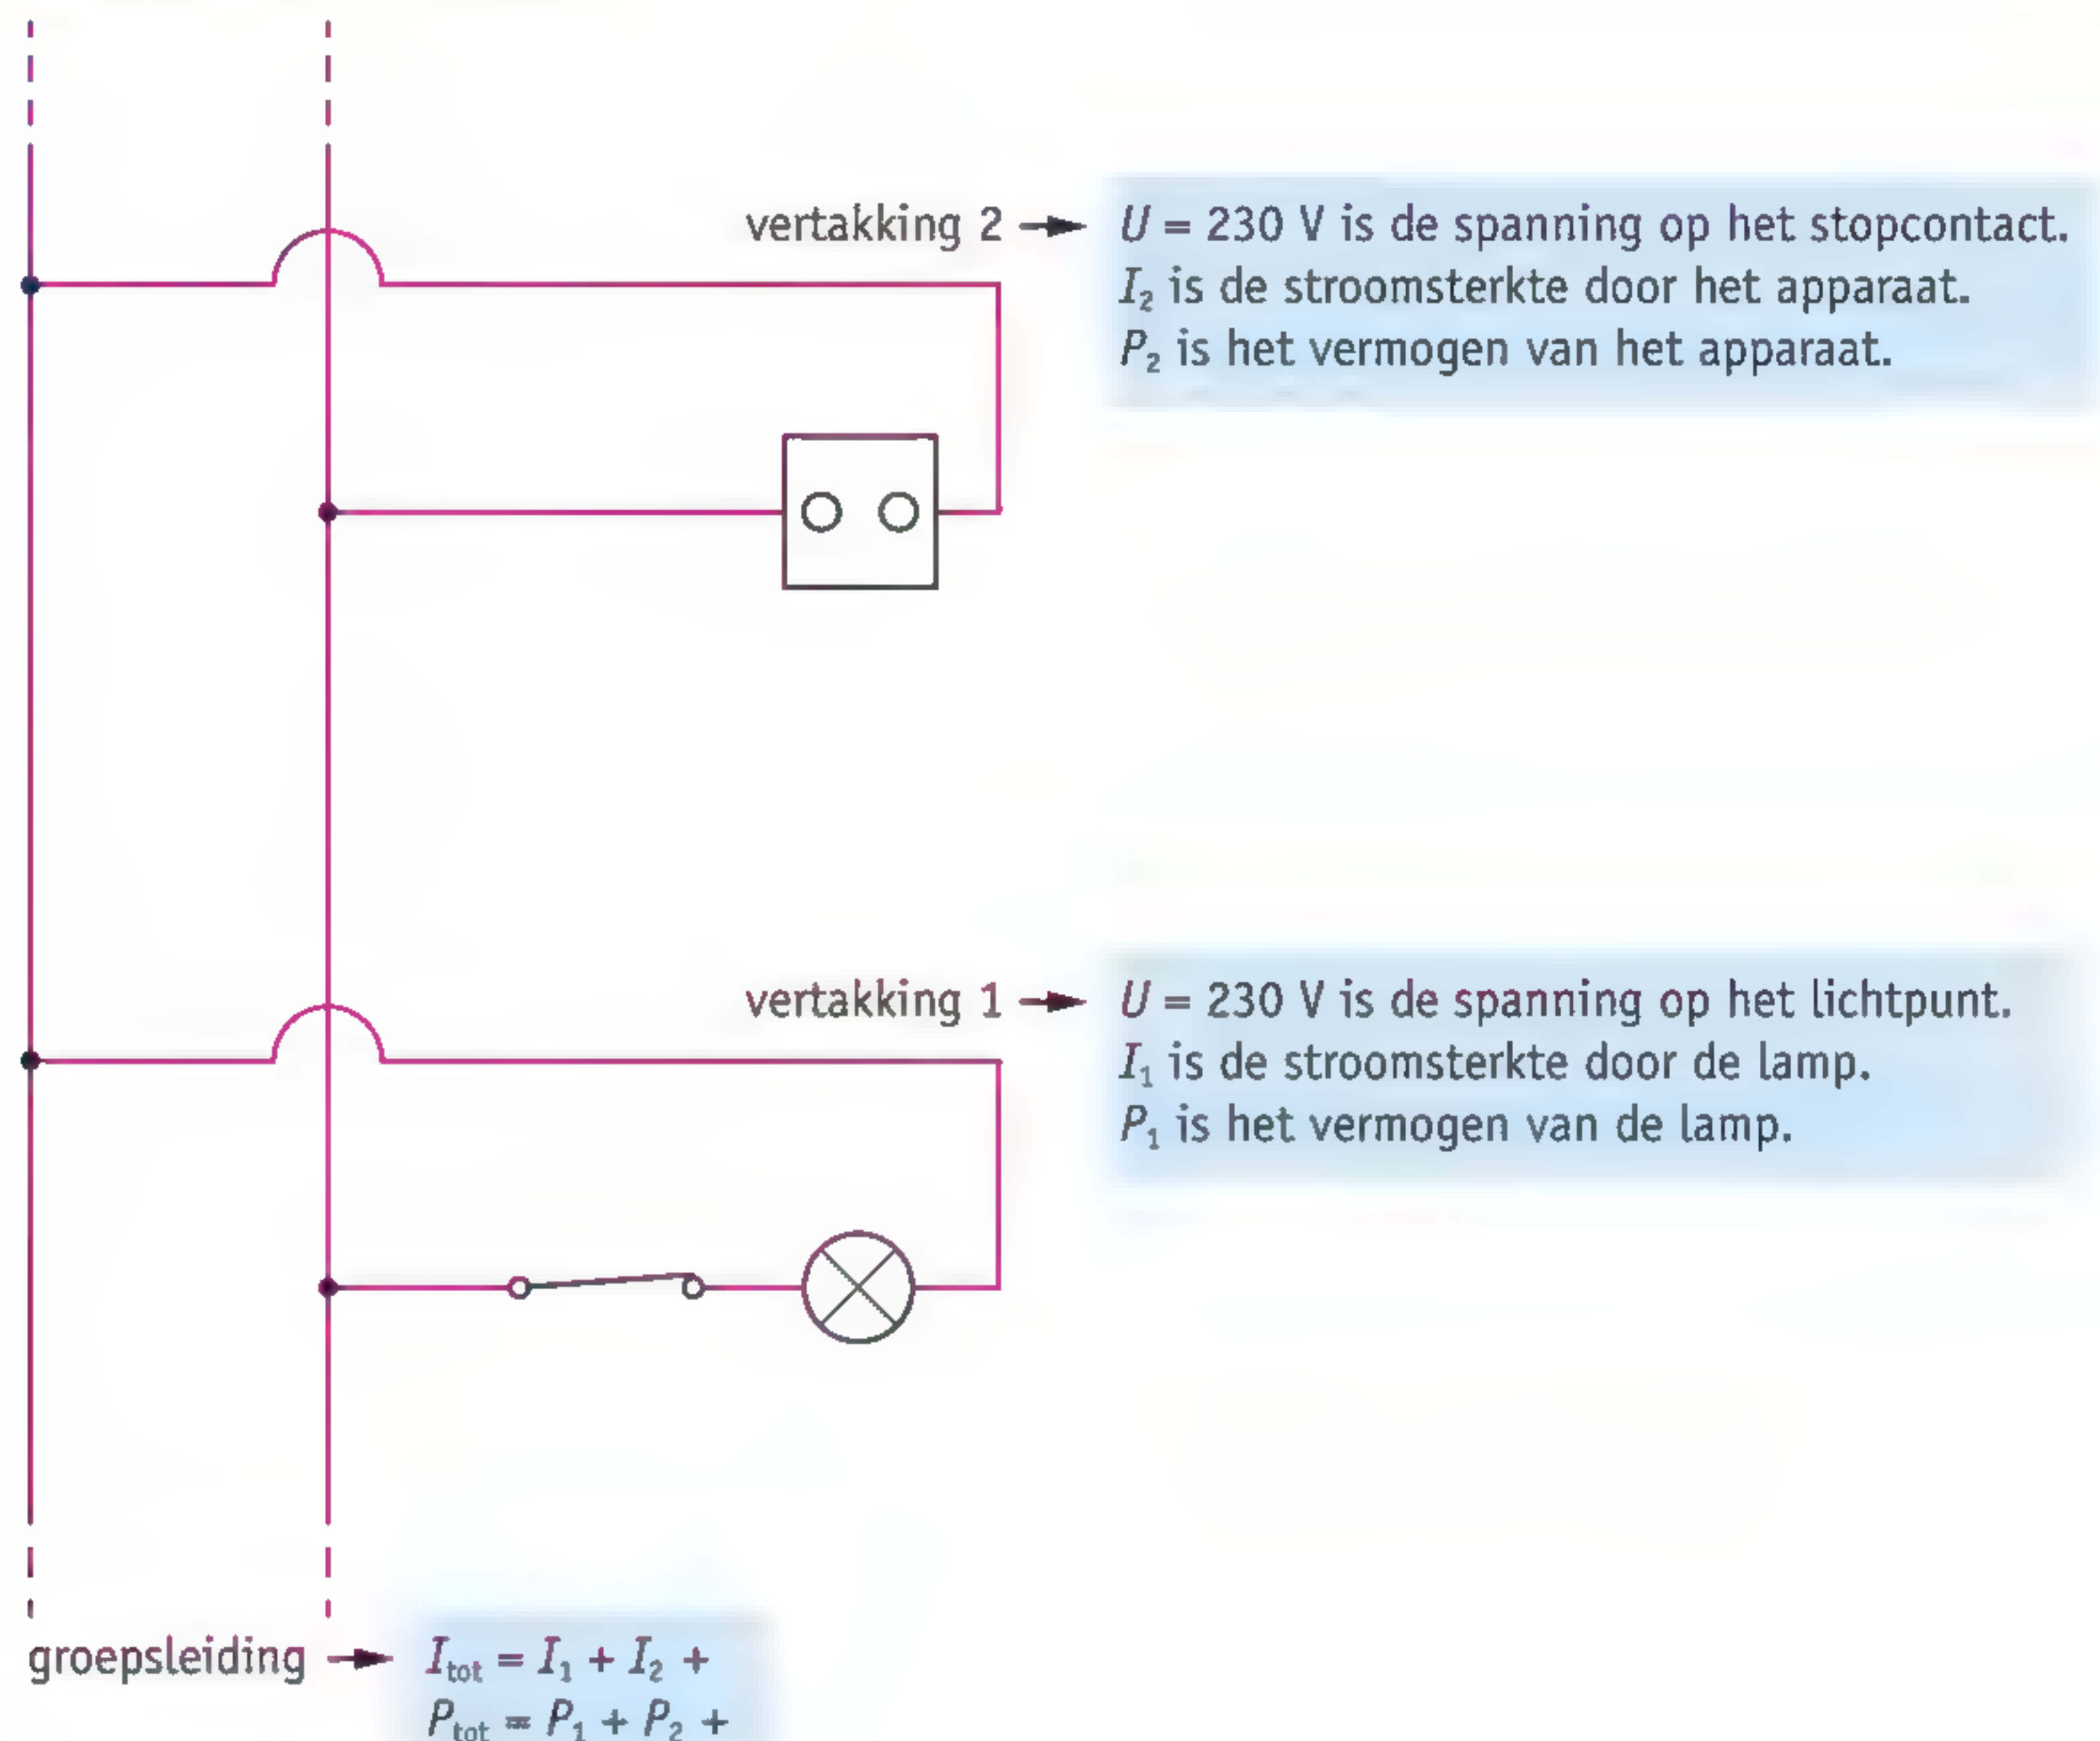 vertakking 2 → U = 230 V is de spanning op het stopcontact.
I₂ is de stroomsterkte door het apparaat.
P₂ is het vermogen van het apparaat.
vertakking 1 → U = 230 V is de spanning op het lichtpunt.
I₁ is de stroomsterkte door de lamp.
P₁ is het vermogen van de lamp.
groepsleiding → Iₜₒₜ = I₁ + I₂ +
Pₜₒₜ = P₁ + P₂ +